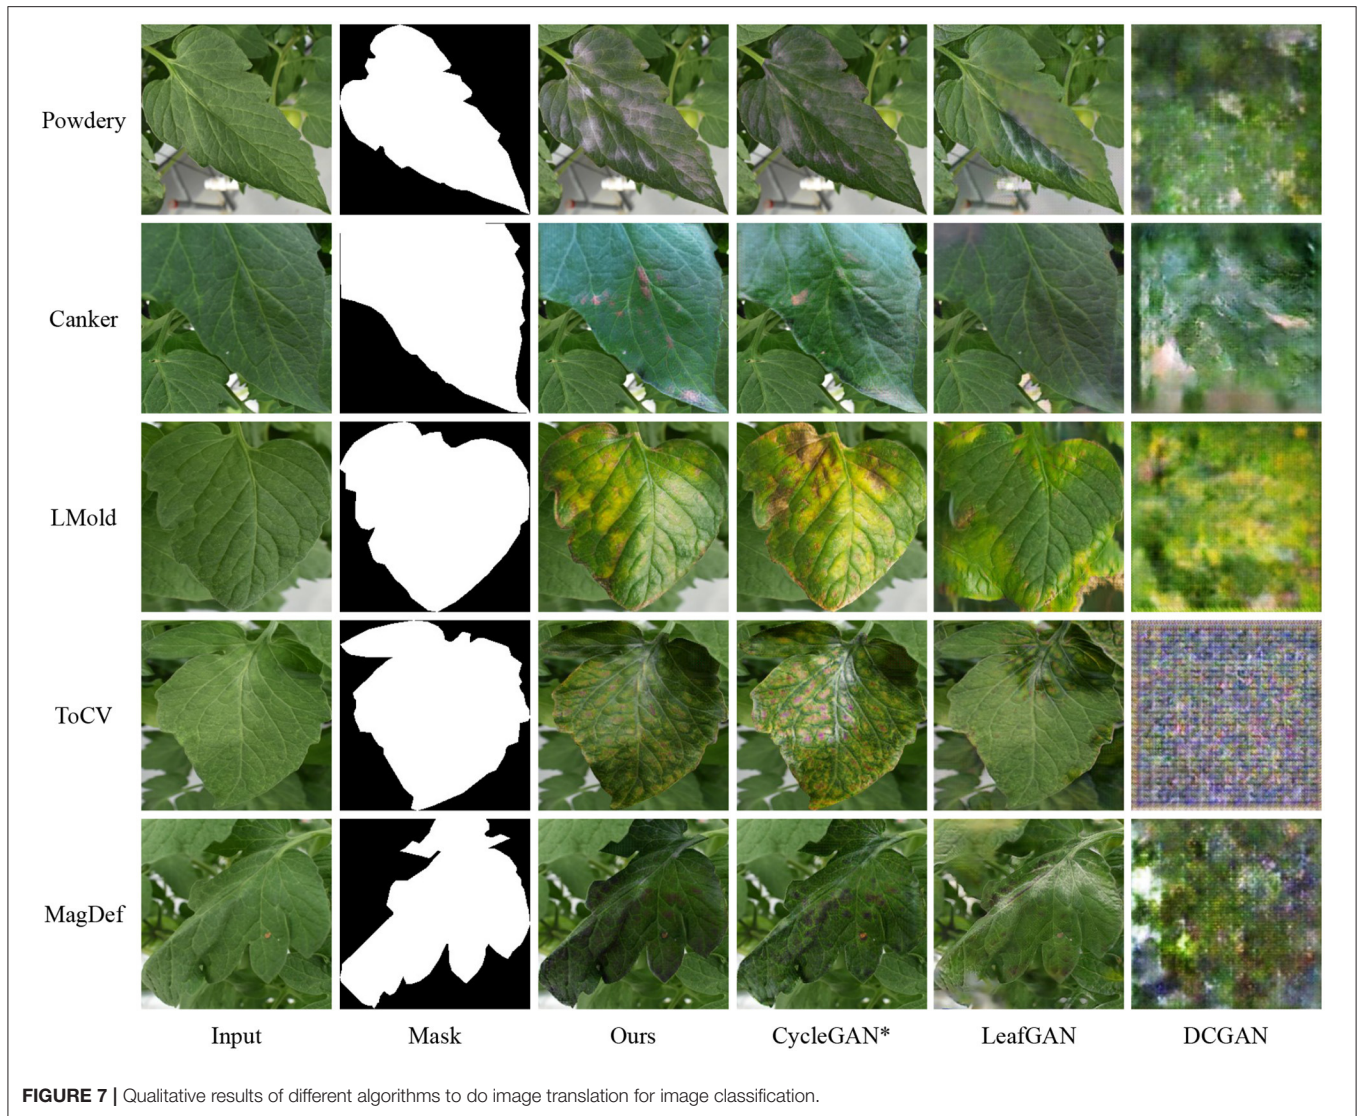 Powdery
Canker
LMold
ToCV
MagDef
Input Mask Ours CycleGAN* LeafGAN DCGAN
FIGURE 7 | Qualitative results of different algorithms to do image translation for image classification.